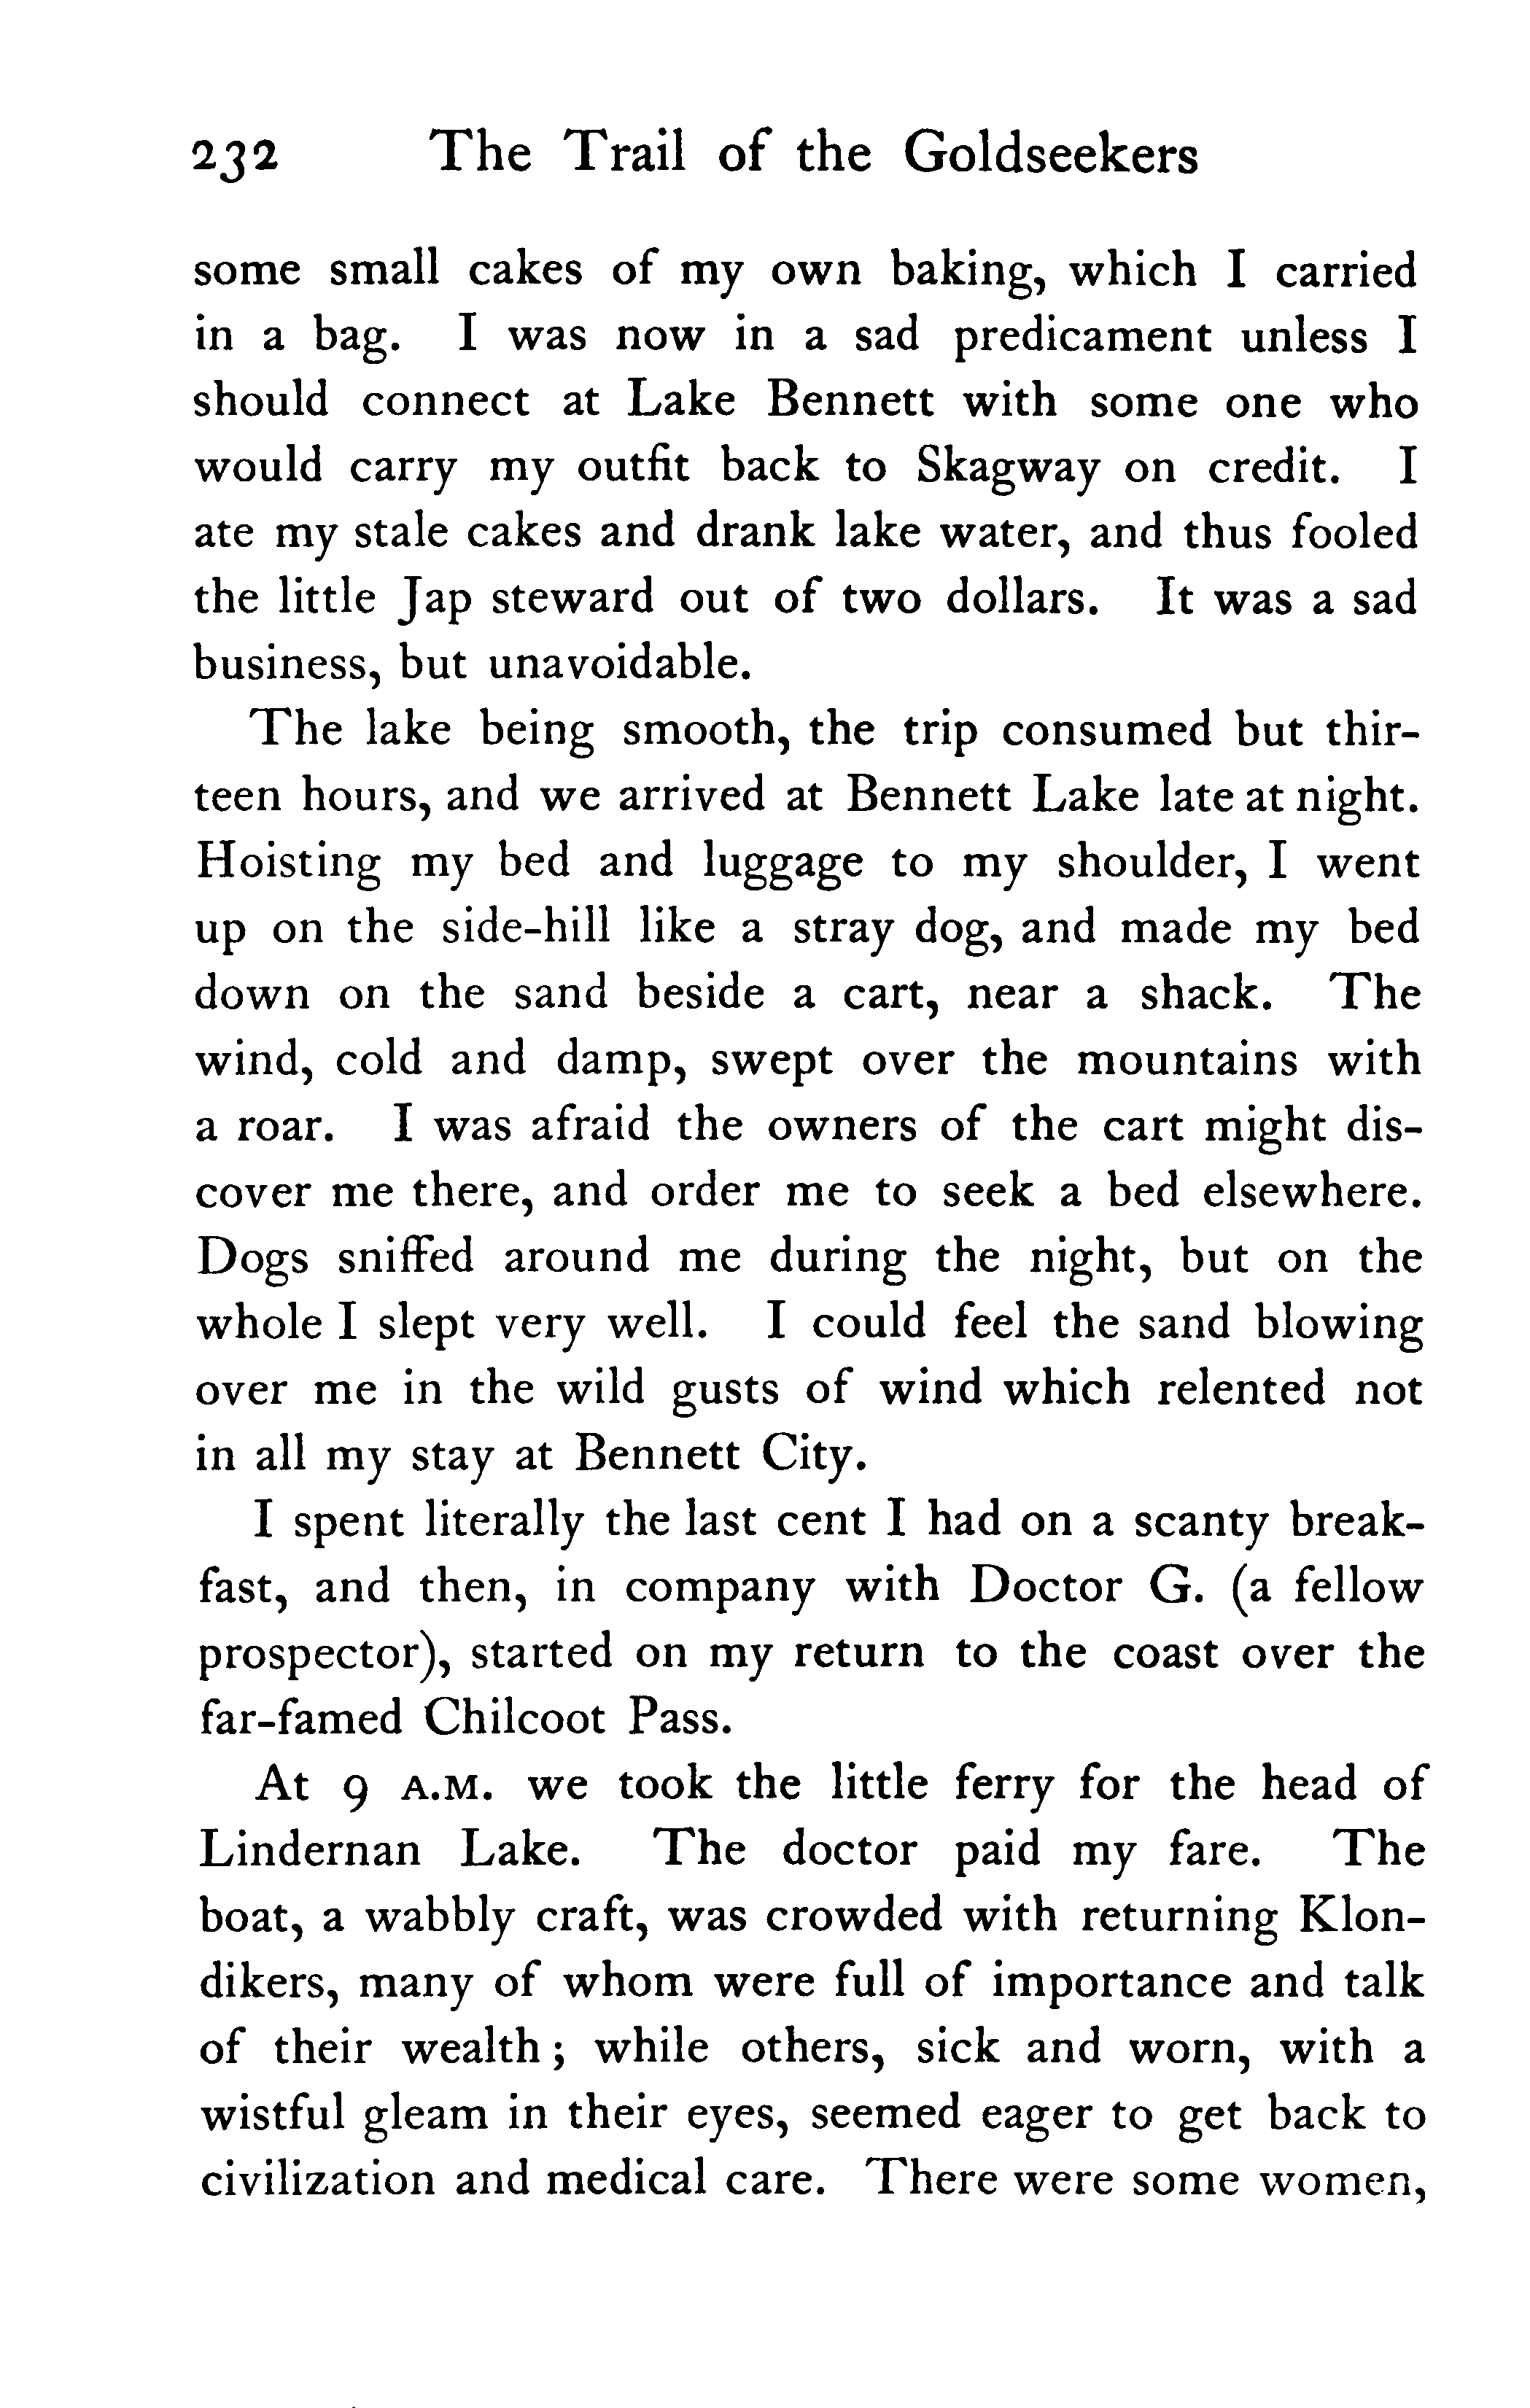 232 The Trail of the Goldseekers
some small cakes of my own baking, which I carried
in a bag. I was now in a sad predicament unless I
should connect at Lake Bennett with some one who
would carry my outfit back to Skagway on credit. I
ate my stale cakes and drank lake water, and thus fooled
the little Jap steward out of two dollars. It was a sad
business, but unavoidable.
The lake being smooth, the trip consumed but thir-
teen hours, and we arrived at Bennett Lake late at night.
Hoisting my bed and luggage to my shoulder, I went
up on the side-hill like a stray dog, and made my bed
down on the sand beside a cart, near a shack. The
wind, cold and damp, swept over the mountains with
a roar. I was afraid the owners of the cart might dis-
cover me there, and order me to seek a bed elsewhere.
Dogs sniffed around me during the night, but on the
whole I slept very well. I could feel the sand blowing
over me in the wild gusts of wind which relented not
in all my stay at Bennett City.
I spent literally the last cent I had on a scanty break-
fast, and then, in company with Doctor G. (a fellow
prospector), started on my return to the coast over the
far-famed Chilcoot Pass.
At 9 A.M. we took the little ferry for the head of
Lindernan Lake. The doctor paid my fare. The
boat, a wabbly craft, was crowded with returning Klon-
dikers, many of whom were full of importance and talk
of their wealth; while others, sick and worn, with a
wistful gleam in their eyes, seemed eager to get back to
civilization and medical care. There were some women,